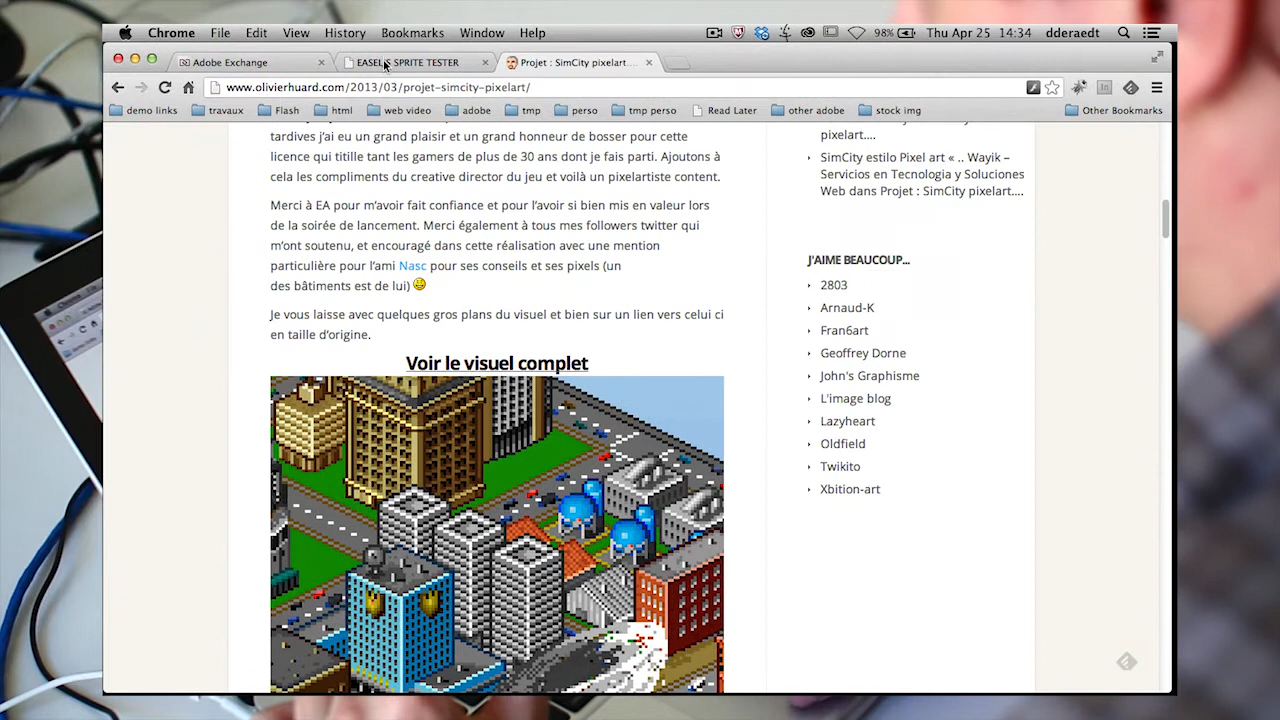 Chrome File Edit View History Bookmarks Window Help 98% Thu Apr 25 14:34 dderaedt
Adobe Exchange
SPRITE TESTER
Projet : SimCity pixelart....
www.olivierhuard.com/2013/03/projet-simcity-pixelart/
demo links travaux Flash html web video adobe tmp perso tmp perso Read Later other adobe stock img Other Bookmarks
tardives j'ai eu un grand plaisir et un grand honneur de bosser pour cette
licence qui titille tant les gamers de plus de 30 ans dont je fais parti. Ajoutons à
cela les compliments du creative director du jeu et voilà un pixelartiste content.
Merci à EA pour m'avoir fait confiance et pour l'avoir si bien mis en valeur lors
de la soirée de lancement. Merci également à tous mes followers twitter qui
m'ont soutenu, et encouragé dans cette réalisation avec une mention
particulière pour l'ami Nasc pour ses conseils et ses pixels (un
des bâtiments est de lui)
Je vous laisse avec quelques gros plans du visuel et bien sur un lien vers celui ci
en taille d'origine.
Voir le visuel complet
pixelart....
SimCity estilo Pixel art « .. Wayik –
Servicios en Tecnologia y Soluciones
Web dans Projet : SimCity pixelart....
J'AIME BEAUCOUP...
2803
Arnaud-K
Fran6art
Geoffrey Dorne
John's Graphisme
L'image blog
Lazyheart
Oldfield
Twikito
Xbition-art